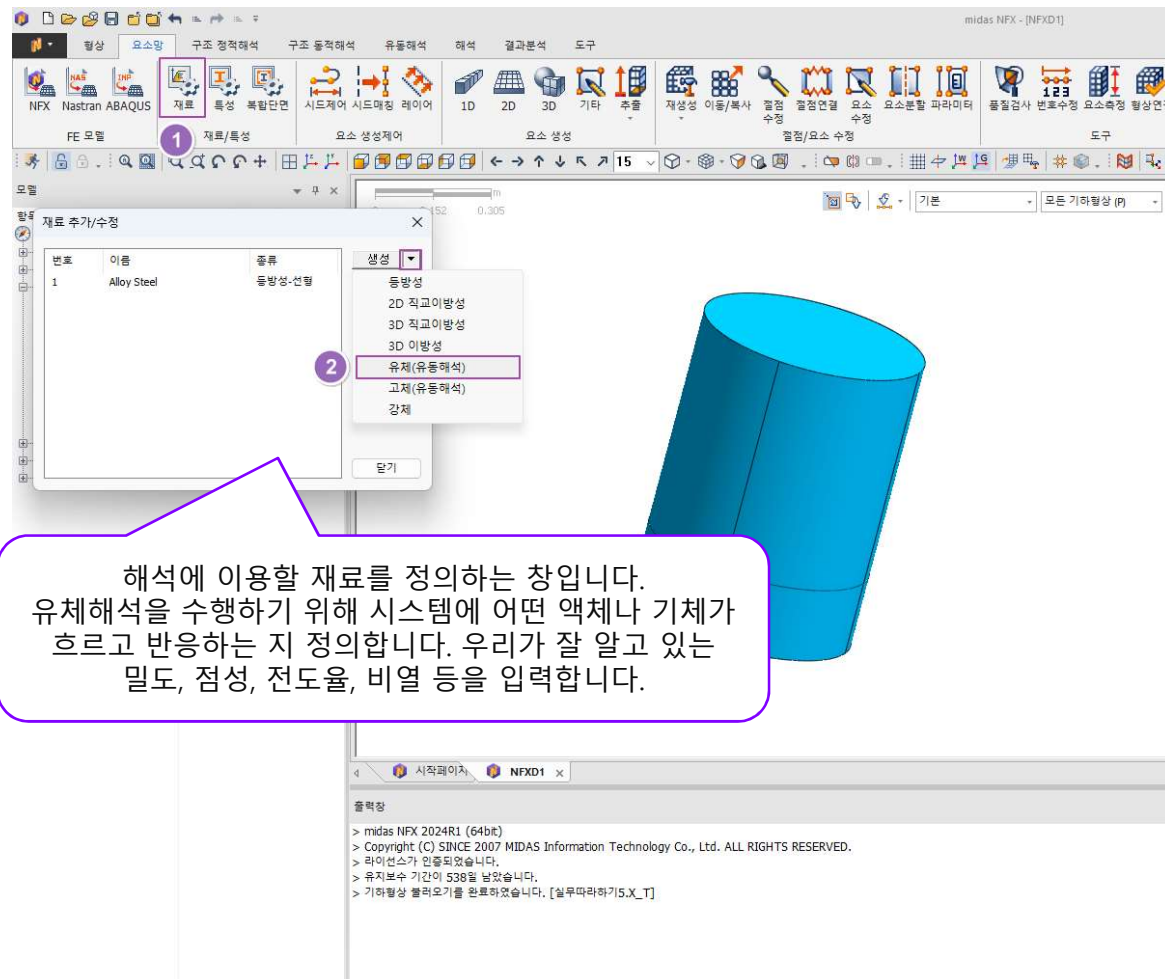 midas NFX - [NFXD1]
형상 요소망 구조 정적해석 구조 동적해석 유동해석 해석 결과분석 도구
NAS INP
NFX Nastran ABAQUS 재료 특성 복합단면 시드제어 시드매칭 레이어 1D 2D 3D 기타 추출 재생성 이동/복사 절점 수정 절점연결 요소 수정 요소분할 파라미터 품질검사 번호수정 요소측정
FE 모델 1 재료/특성 요소 생성제어 요소 생성 절점/요소 수정 도구
15
모델
0.305
기본 모든 기하형상 (P)
재료 추가/수정
번호 이름 종류 생성
1 Alloy Steel 등방성-선형
등방성
2D 직교이방성
3D 직교이방성
3D 이방성
2 유체(유동해석)
고체(유동해석)
강체
닫기
해석에 이용할 재료를 정의하는 창입니다.
유체해석을 수행하기 위해 시스템에 어떤 액체나 기체가
흐르고 반응하는 지 정의합니다. 우리가 잘 알고 있는
밀도, 점성, 전도율, 비열 등을 입력합니다.
시작페이지 NFXD1
출력창
> midas NFX 2024R1 (64bit)
> Copyright (C) SINCE 2007 MIDAS Information Technology Co., Ltd. ALL RIGHTS RESERVED.
> 라이선스가 인증되었습니다.
> 유지보수 기간이 538일 남았습니다.
> 기하형상 불러오기를 완료하였습니다. [실무따라하기5.X_T]